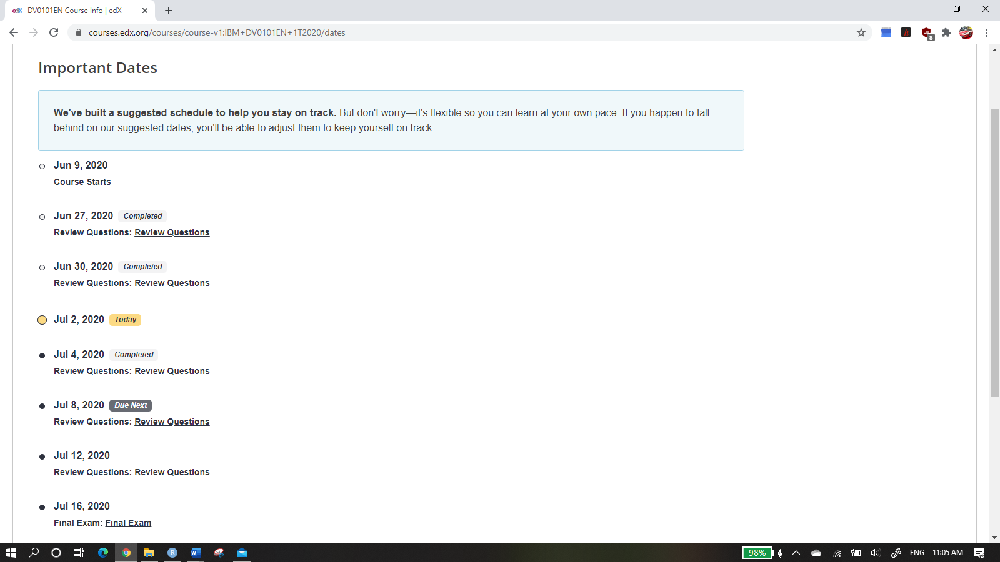 edX DV0101EN Course Info | edX
courses.edx.org/courses/course-v1:IBM+DV0101EN+1T2020/dates
8
Important Dates
We've built a suggested schedule to help you stay on track. But don't worry—it's flexible so you can learn at your own pace. If you happen to fall
behind on our suggested dates, you'll be able to adjust them to keep yourself on track.
Jun 9, 2020
Course Starts
Jun 27, 2020 Completed
Review Questions: Review Questions
Jun 30, 2020 Completed
Review Questions: Review Questions
Jul 2, 2020 Today
Jul 4, 2020 Completed
Review Questions: Review Questions
Jul 8, 2020 Due Next
Review Questions: Review Questions
Jul 12, 2020
Review Questions: Review Questions
Jul 16, 2020
Final Exam: Final Exam
98% ENG 11:05 AM